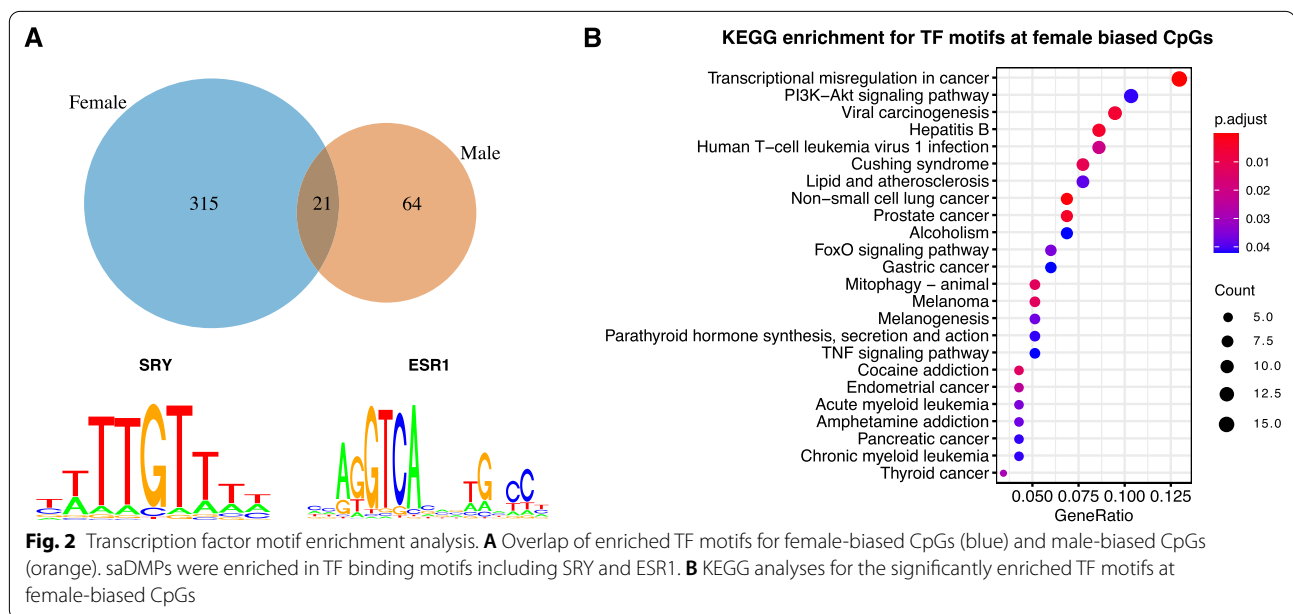 A
Female
Male
315
21
64
SRY
ESR1
B
KEGG enrichment for TF motifs at female biased CpGs
Transcriptional misregulation in cancer
PI3K−Akt signaling pathway
Viral carcinogenesis
Hepatitis B
Human T−cell leukemia virus 1 infection
Cushing syndrome
Lipid and atherosclerosis
Non−small cell lung cancer
Prostate cancer
Alcoholism
FoxO signaling pathway
Gastric cancer
Mitophagy − animal
Melanoma
Melanogenesis
Parathyroid hormone synthesis, secretion and action
TNF signaling pathway
Cocaine addiction
Endometrial cancer
Acute myeloid leukemia
Amphetamine addiction
Pancreatic cancer
Chronic myeloid leukemia
Thyroid cancer
0.050 0.075 0.100 0.125
GeneRatio
p.adjust
0.01
0.02
0.03
0.04
Count
5.0
7.5
10.0
12.5
15.0
Fig. 2 Transcription factor motif enrichment analysis. A Overlap of enriched TF motifs for female-biased CpGs (blue) and male-biased CpGs
(orange). saDMPs were enriched in TF binding motifs including SRY and ESR1. B KEGG analyses for the significantly enriched TF motifs at
female-biased CpGs